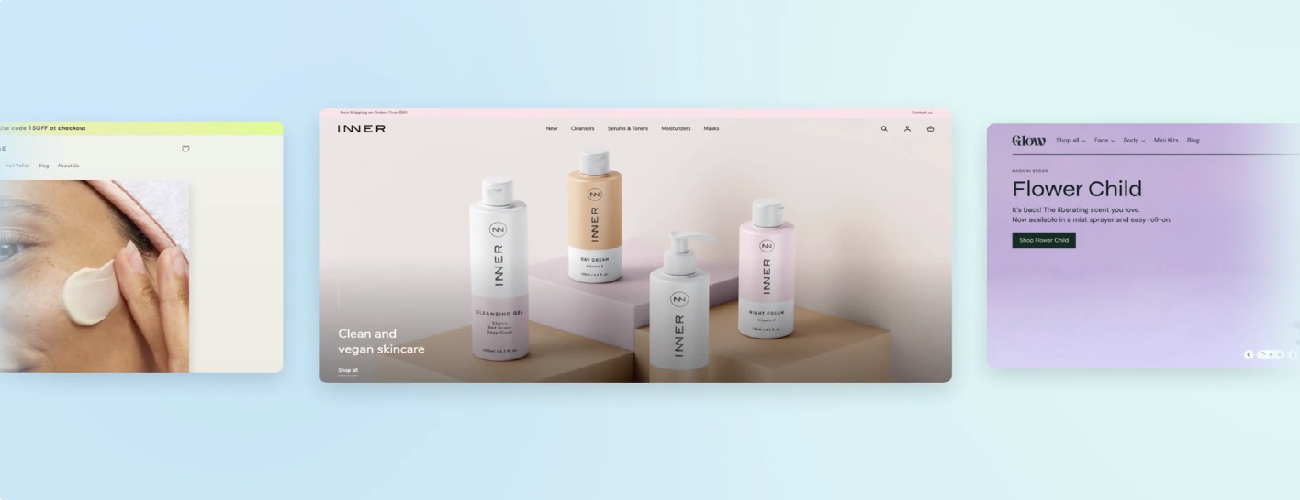 the code 15OFF at checkout
Blog
About Us
Free Shipping on Orders Over $50
Contact us
INNER
New
Cleansers
Serums & Toners
Moisturizers
Masks
INNER
CLEANSING GEL
INNER
DAY CREAM
INNER
INNER
NIGHT CREAM
Clean and
vegan skincare
Shop all
Glow
Shop all
Face
Body
Mini Kits
Blog
Flower Child
It's back! The liberating scent you love.
Now available in a mist sprayer and easy roll-on.
Shop Flower Child